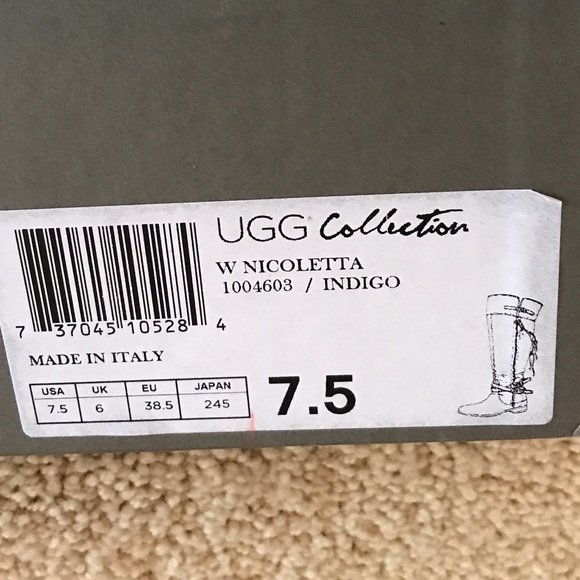 UGG Collection
W NICOLETTA
1004603 / INDIGO
7 37045 10528 4
MADE IN ITALY
USA UK EU JAPAN
7.5 6 38.5 245
7.5